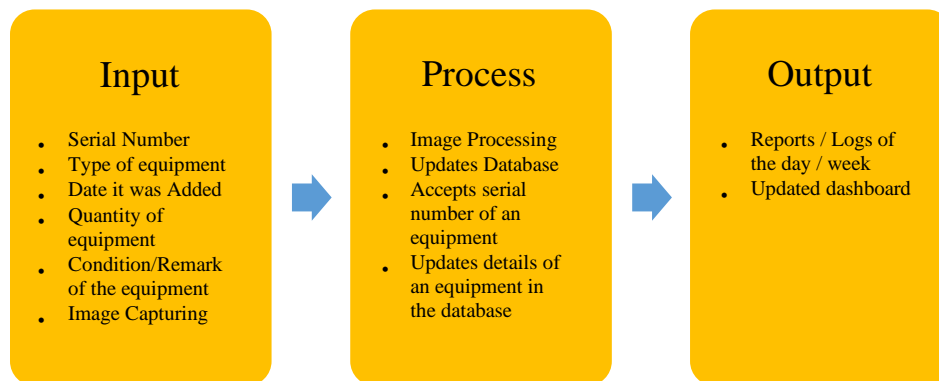 Input
• Serial Number
• Type of equipment
• Date it was Added
• Quantity of
equipment
• Condition/Remark
of the equipment
• Image Capturing
Process
• Image Processing
• Updates Database
• Accepts serial
number of an
equipment
• Updates details of
an equipment in
the database
Output
• Reports / Logs of
the day / week
• Updated dashboard